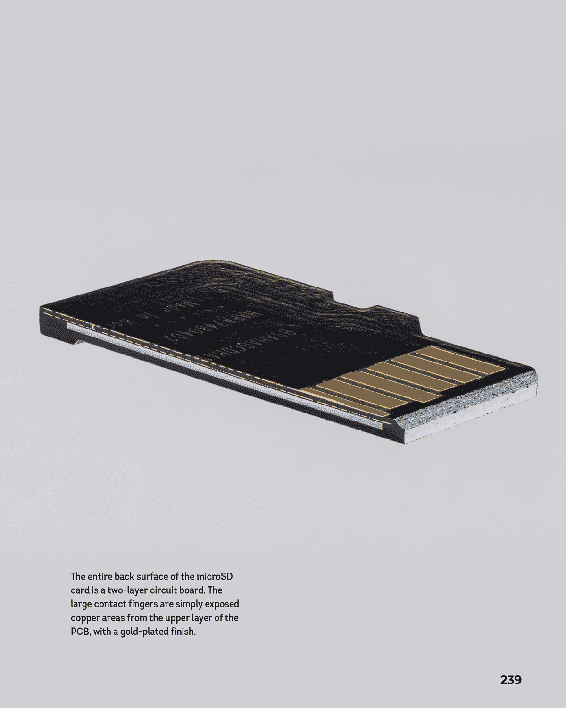 The entire back surface of the microSD
card is a two-layer circuit board. The
large contact fingers are simply exposed
copper areas from the upper layer of the
PCB, with a gold-plated finish.
239